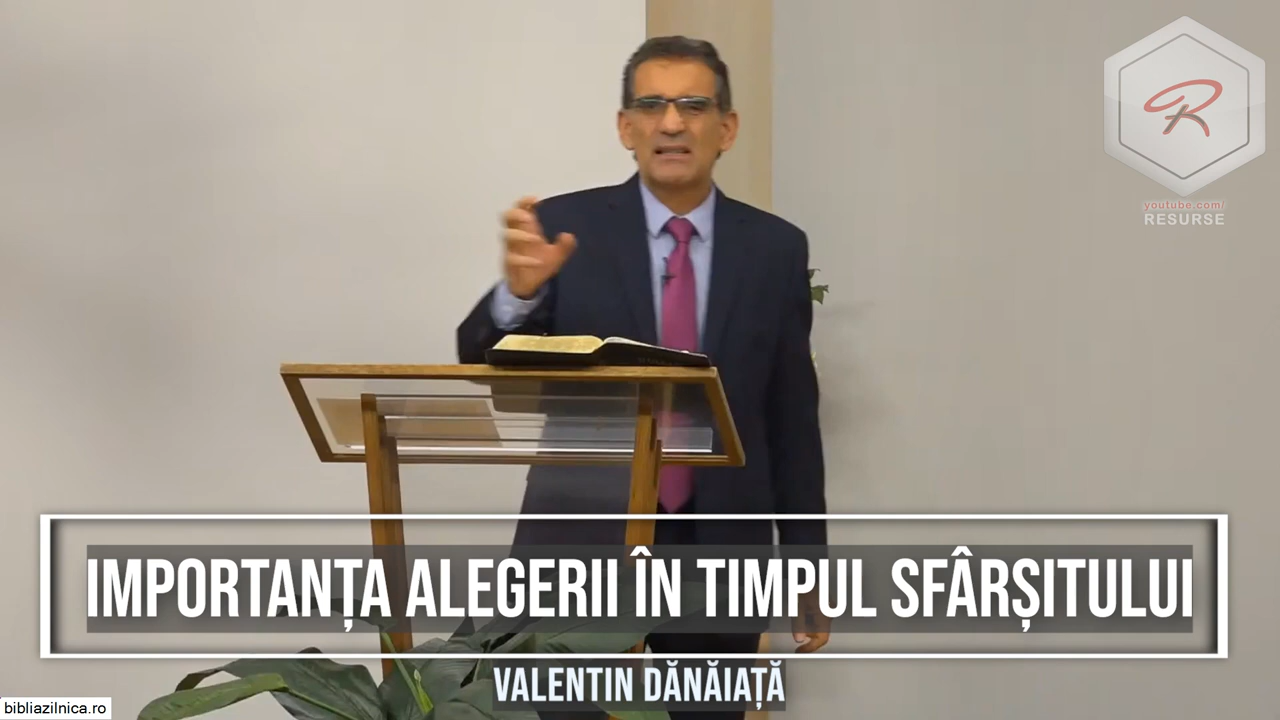 youtube.com/
RESURSE
IMPORTANȚA ALEGERII ÎN TIMPUL SFÂRȘITULUI
VALENTIN DĂNĂIAȚĂ
bibliazilnica.ro